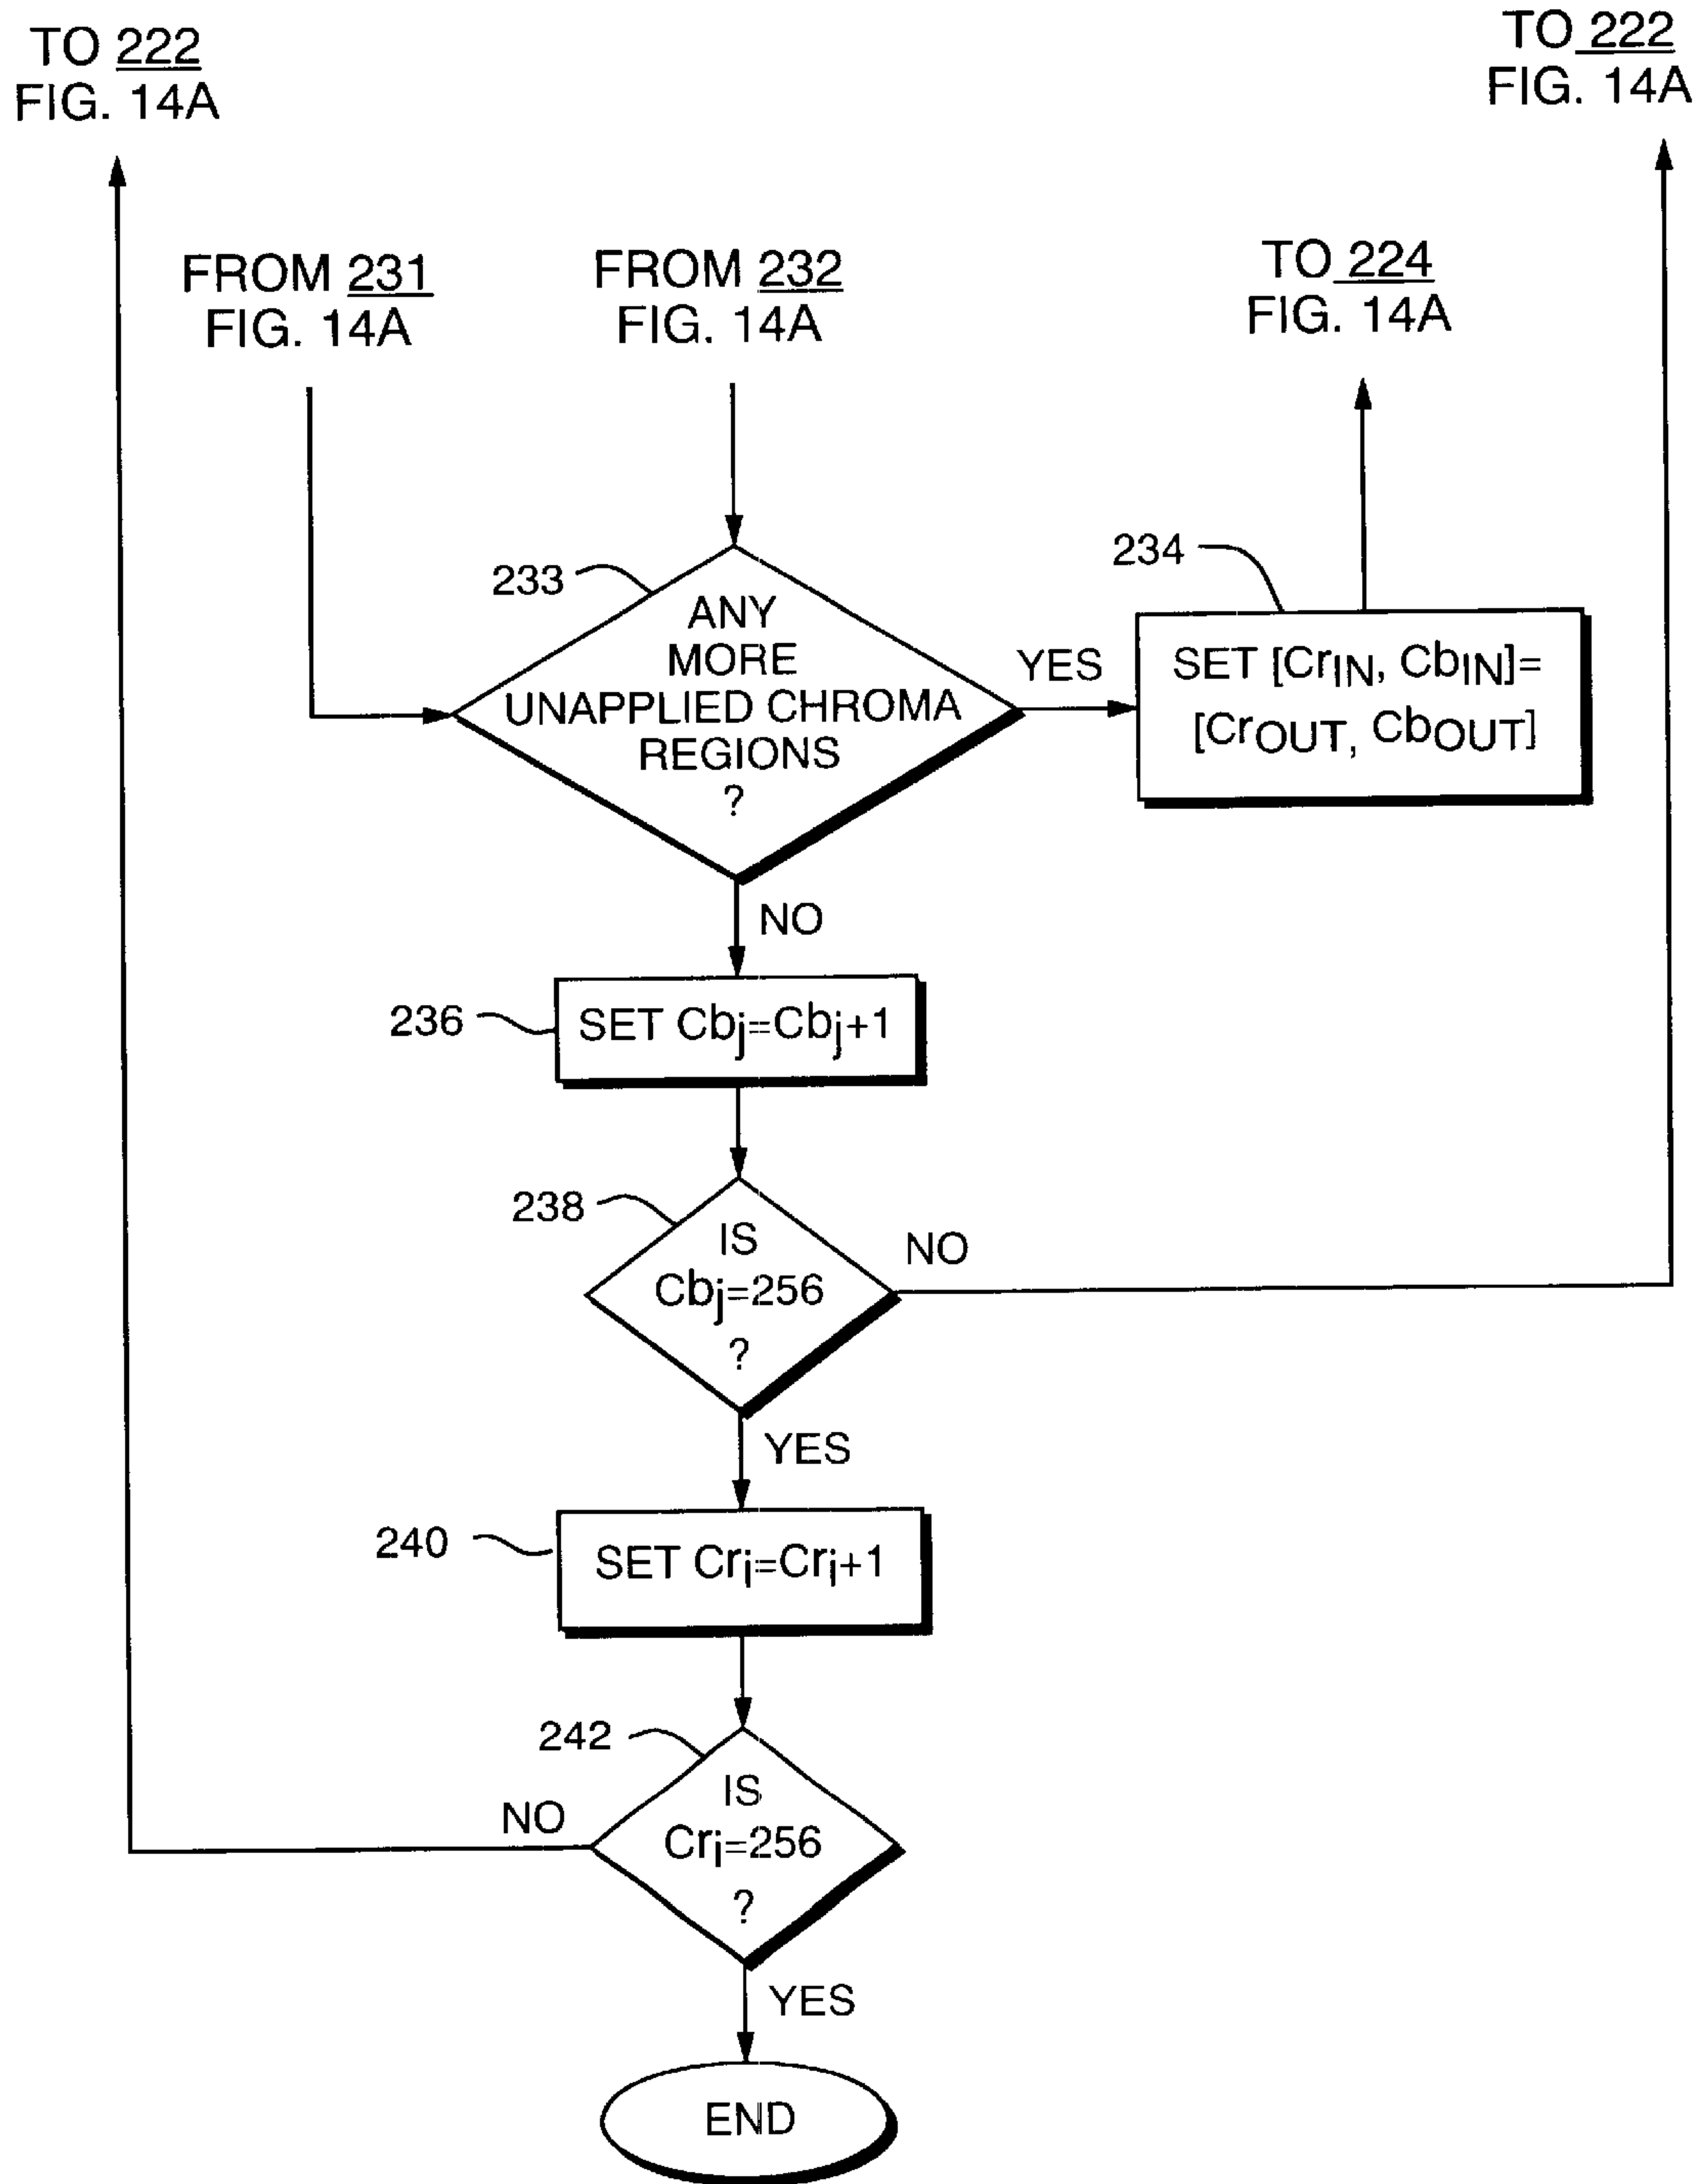 TO 222
FIG. 14A
TO 222
FIG. 14A
FROM 231
FIG. 14A
FROM 232
FIG. 14A
TO 224
FIG. 14A
233
ANY
MORE
UNAPPLIED CHROMA
REGIONS
?
YES
234
SET [CrIN, CbIN]=
[CrOUT, CbOUT]
NO
236
SET Cbj=Cbj+1
238
IS
Cbj=256
?
NO
YES
240
SET Cri=Cri+1
242
IS
Cri=256
?
NO
YES
END